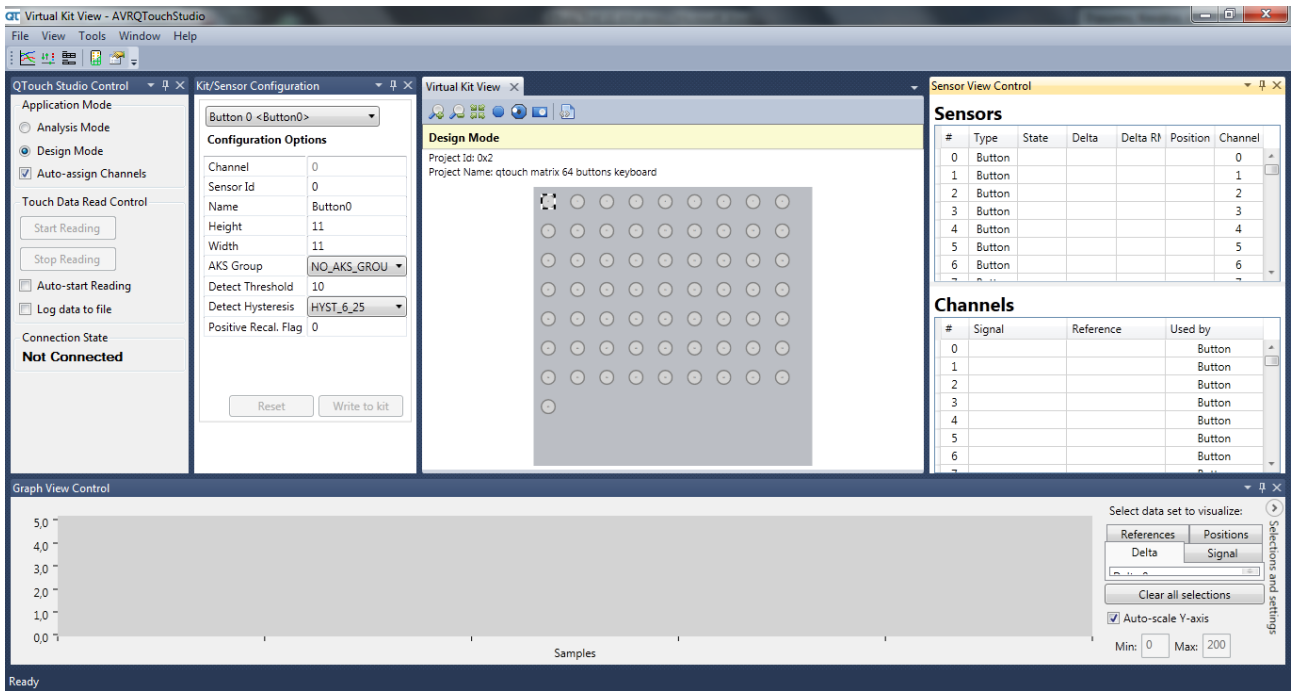 QT Virtual Kit View - AVRQTouchStudio
File View Tools Window Help
QTouch Studio Control
Application Mode
Analysis Mode
Design Mode
Auto-assign Channels
Touch Data Read Control
Start Reading
Stop Reading
Auto-start Reading
Log data to file
Connection State
Not Connected
Kit/Sensor Configuration
Button 0 <Button0>
Configuration Options
Channel 0
Sensor Id 0
Name Button0
Height 11
Width 11
AKS Group NO_AKS_GROU
Detect Threshold 10
Detect Hysteresis HYST_6_25
Positive Recal. Flag 0
Reset Write to kit
Virtual Kit View
Design Mode
Project Id: 0x2
Project Name: qtouch matrix 64 buttons keyboard
Sensor View Control
Sensors
# Type State Delta Delta RN Position Channel
0 Button 0
1 Button 1
2 Button 2
3 Button 3
4 Button 4
5 Button 5
6 Button 6
Channels
# Signal Reference Used by
0 Button
1 Button
2 Button
3 Button
4 Button
5 Button
6 Button
Graph View Control
5,0
4,0
3,0
2,0
1,0
0,0
Samples
Select data set to visualize:
References Positions
Delta Signal
Clear all selections
Auto-scale Y-axis
Min: 0 Max: 200
Selections and settings
Ready